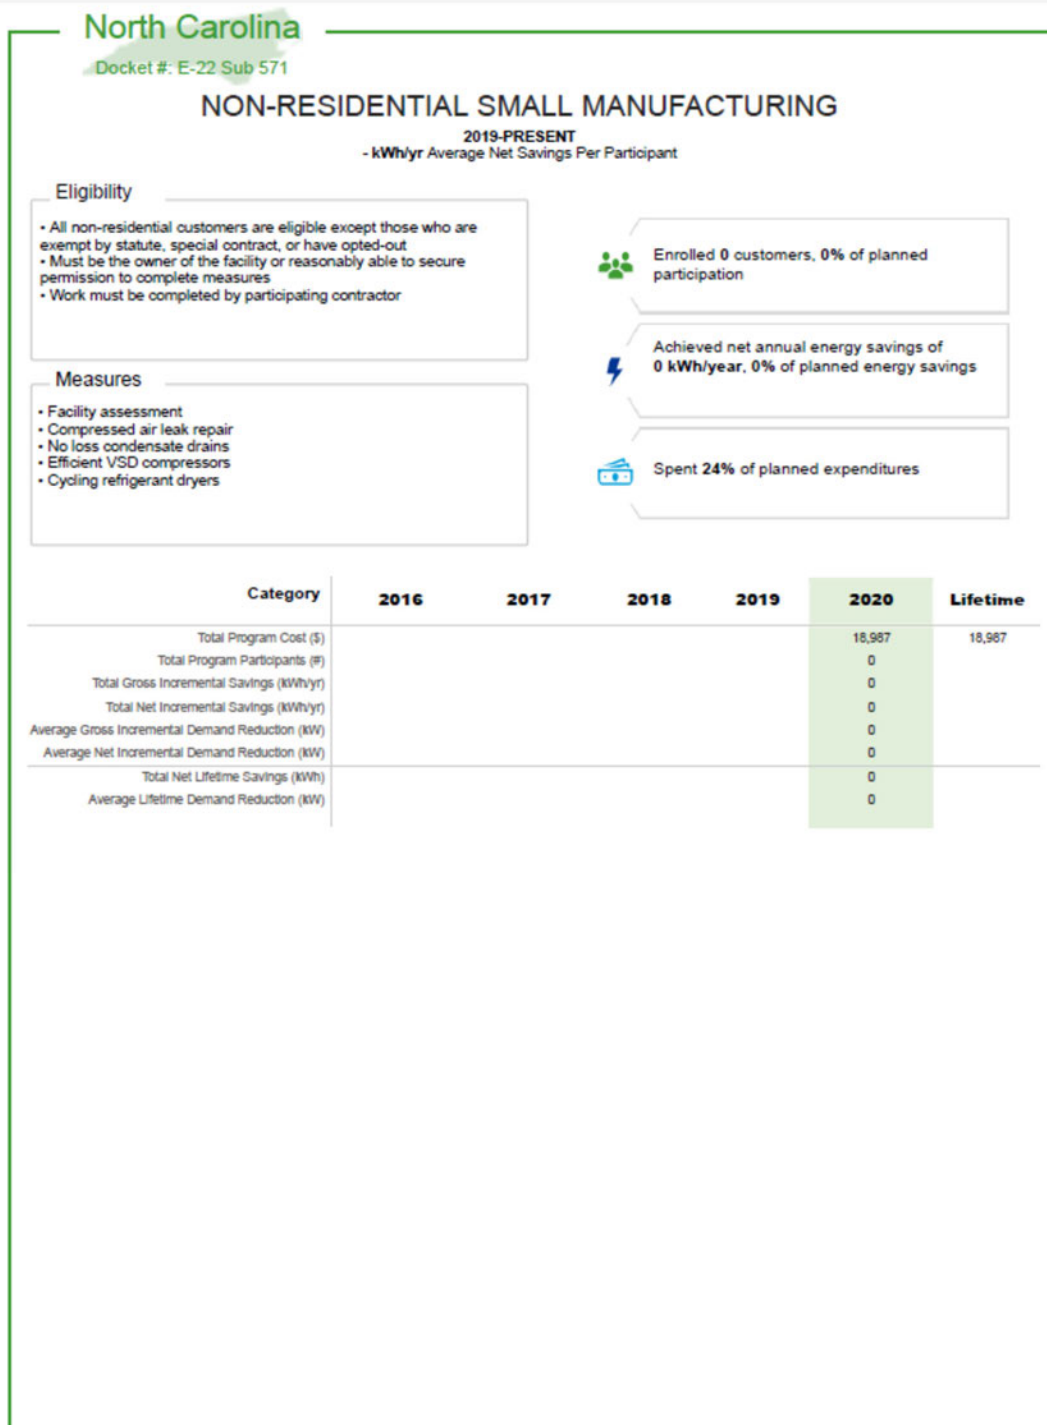 North Carolina
Docket #: E-22 Sub 571
NON-RESIDENTIAL SMALL MANUFACTURING
2019-PRESENT
- kWh/yr Average Net Savings Per Participant
Eligibility
• All non-residential customers are eligible except those who are
exempt by statute, special contract, or have opted-out
• Must be the owner of the facility or reasonably able to secure
permission to complete measures
• Work must be completed by participating contractor
Measures
• Facility assessment
• Compressed air leak repair
• No loss condensate drains
• Efficient VSD compressors
• Cycling refrigerant dryers
Enrolled 0 customers, 0% of planned
participation
Achieved net annual energy savings of
0 kWh/year, 0% of planned energy savings
Spent 24% of planned expenditures
Category 2016 2017 2018 2019 2020 Lifetime
Total Program Cost ($) 18,987 18,987
Total Program Participants (#) 0
Total Gross Incremental Savings (kWh/yr) 0
Total Net Incremental Savings (kWh/yr) 0
Average Gross Incremental Demand Reduction (kW) 0
Average Net Incremental Demand Reduction (kW) 0
Total Net Lifetime Savings (kWh) 0
Average Lifetime Demand Reduction (kW) 0